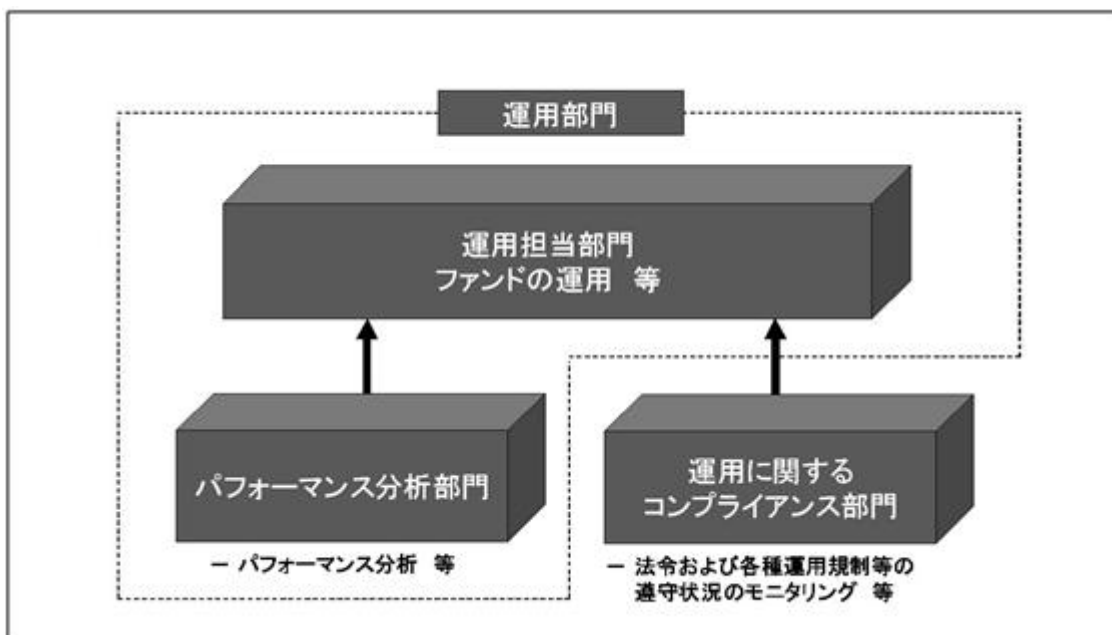 運用部門
運用担当部門
ファンドの運用 等
パフォーマンス分析部門
− パフォーマンス分析 等
運用に関する
コンプライアンス部門
− 法令および各種運用規制等の
遵守状況のモニタリング 等